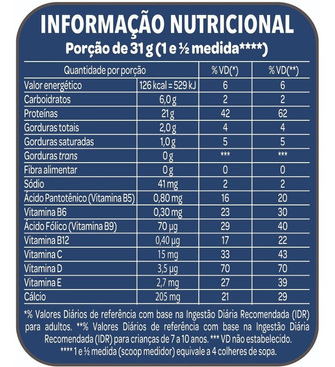 INFORMAÇÃO NUTRICIONAL
Porção de 31 g (1 e ½ medida****)
Quantidade por porção % VD(*) % VD(**)
Valor energético 126 kcal = 529 kJ 6 6
Carboidratos 6,0 g 2 2
Proteínas 21 g 42 62
Gorduras totais 2,0 g 4 4
Gorduras saturadas 1,0 g 5 5
Gorduras trans 0 g *** ***
Fibra alimentar 0 g 0 0
Sódio 41 mg 2 2
Ácido Pantotênico (Vitamina B5) 0,80 mg 16 20
Vitamina B6 0,30 mg 23 30
Ácido Fólico (Vitamina B9) 70 µg 29 40
Vitamina B12 0,40 µg 17 22
Vitamina C 15 mg 33 43
Vitamina D 3,5 µg 70 70
Vitamina E 2,7 mg 27 39
Cálcio 205 mg 21 29
*% Valores Diários de referência com base na Ingestão Diária Recomendada (IDR)
para adultos. **% Valores Diários de referência com base na Ingestão Diária
Recomendada (IDR) para crianças de 7 a 10 anos. *** VD não estabelecido.
**** 1 e ½ medida (scoop medidor) equivale a 4 colheres de sopa.